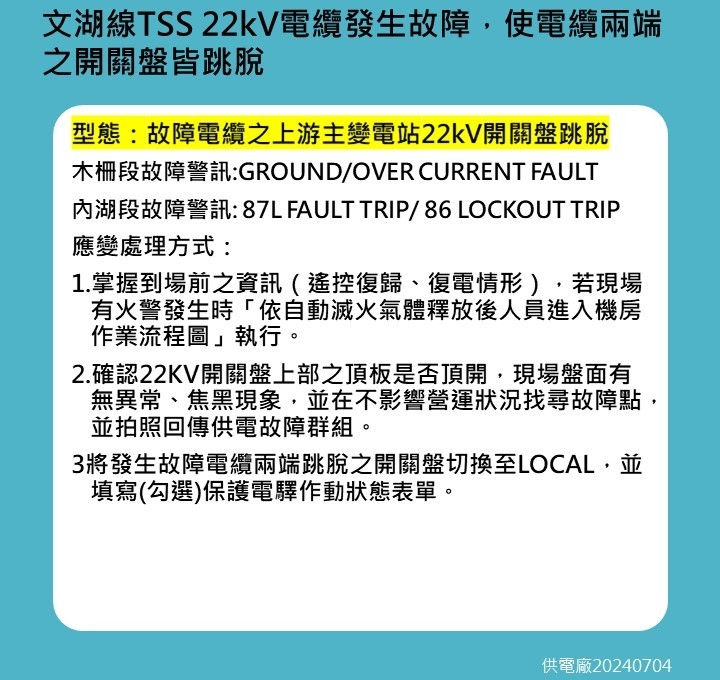 文湖線TSS 22kV電纜發生故障，使電纜兩端
之開關盤皆跳脫
型態：故障電纜之上游主變電站22kV開關盤跳脫
木柵段故障警訊:GROUND/OVER CURRENT FAULT
內湖段故障警訊: 87L FAULT TRIP/ 86 LOCKOUT TRIP
應變處理方式：
1.掌握到場前之資訊（遙控復歸、復電情形），若現場
有火警發生時「依自動滅火氣體釋放後人員進入機房
作業流程圖」執行。
2.確認22KV開關盤上部之頂板是否頂開，現場盤面有
無異常、焦黑現象，並在不影響營運狀況找尋故障點，
並拍照回傳供電故障群組。
3將發生故障電纜兩端跳脫之開關盤切換至LOCAL，並
填寫(勾選)保護電驛作動狀態表單。
供電廠20240704